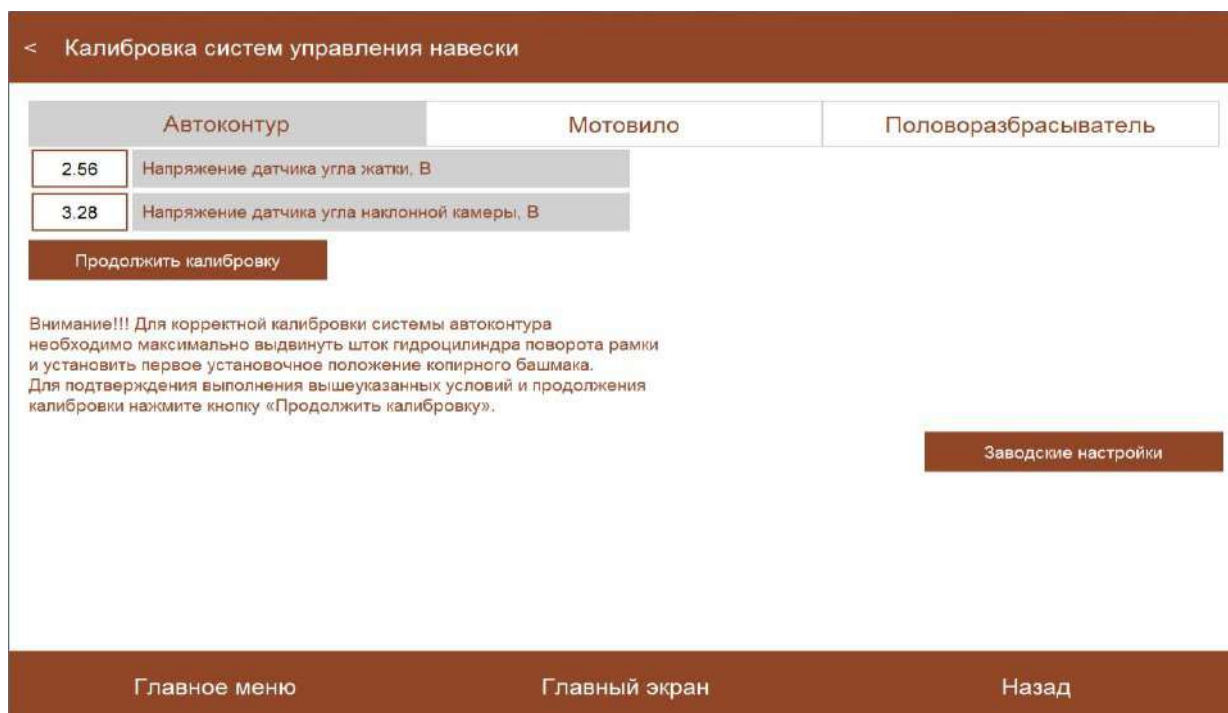 < Калибровка систем управления навески
Автоконтур Мотовило Половоразбрасыватель
2.56 Напряжение датчика угла жатки, В
3.28 Напряжение датчика угла наклонной камеры, В
Продолжить калибровку
Внимание!!! Для корректной калибровки системы автоконтура
необходимо максимально выдвинуть шток гидроцилиндра поворота рамки
и установить первое установочное положение копирного башмака.
Для подтверждения выполнения вышеуказанных условий и продолжения
калибровки нажмите кнопку «Продолжить калибровку».
Заводские настройки
Главное меню Главный экран Назад